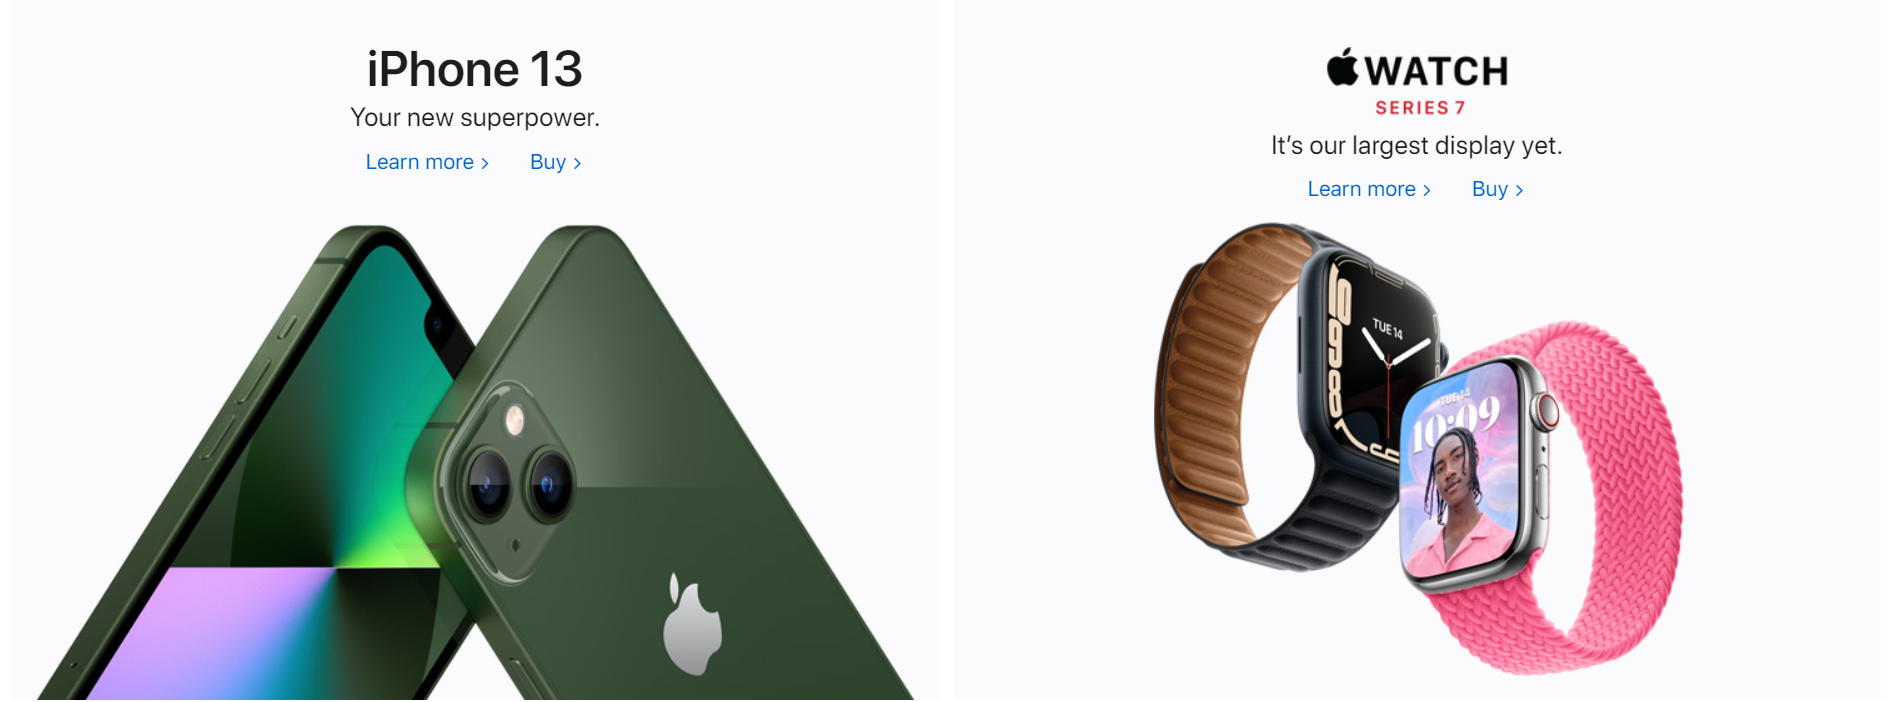 iPhone 13
Your new superpower.
Learn more >
Buy >
WATCH
SERIES 7
It’s our largest display yet.
Learn more >
Buy >
TUE 14
TUE 14
10:09